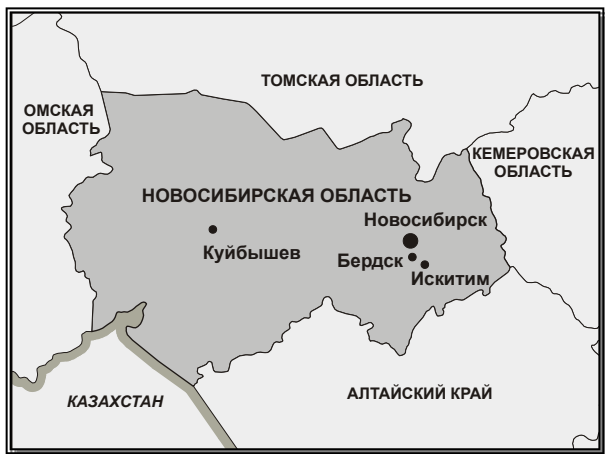 ТОМСКАЯ ОБЛАСТЬ
ОМСКАЯ
ОБЛАСТЬ
КЕМЕРОВСКАЯ
ОБЛАСТЬ
НОВОСИБИРСКАЯ ОБЛАСТЬ
Новосибирск
Куйбышев
Бердск
Искитим
КАЗАХСТАН
АЛТАЙСКИЙ КРАЙ